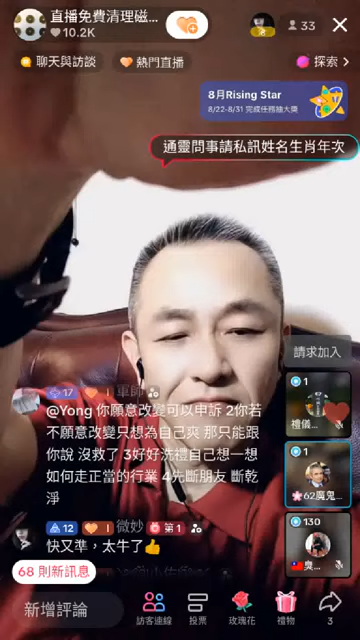 直播免費清理磁...
10.2K
33
聊天與訪談
熱門直播
探索
8月Rising Star
8/22-8/31 完成任務抽大獎
通靈問事請私訊姓名生肖年次
請求加入
1
禮儀...
1
62魔鬼...
130
臭...
17 I 軍師
@Yong 你願意改變可以申訴 2你若
不願意改變只想為自己爽 那只能跟
你說 沒救了 3好好洗禮自己想一想
如何走正當的行業 4先斷朋友 斷乾
淨
12 I 微妙 第 1
快又準，太牛了👍
68 則新訊息
新增評論
訪客連線
投票
玫瑰花
禮物
3